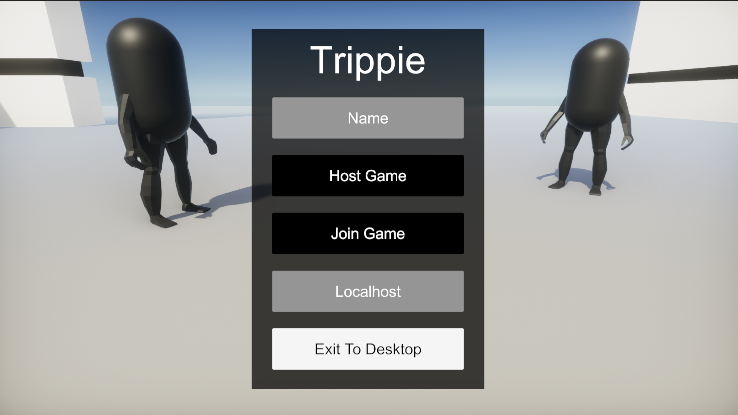 Trippie
Name
Host Game
Join Game
Localhost
Exit To Desktop